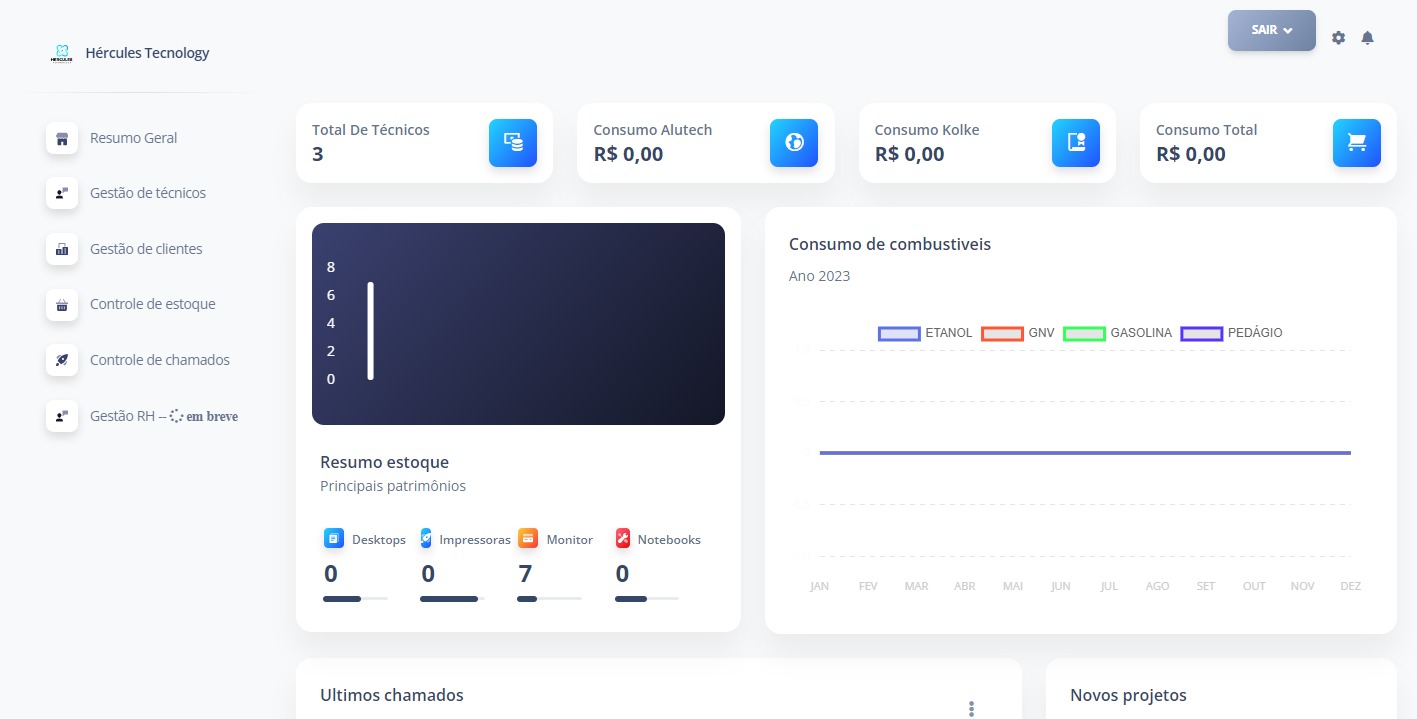 SAIR
HÉRCULES
Hércules Tecnology
Resumo Geral
Gestão de técnicos
Gestão de clientes
Controle de estoque
Controle de chamados
Gestão RH -- em breve
Total De Técnicos
3
Consumo Alutech
R$ 0,00
Consumo Kolke
R$ 0,00
Consumo Total
R$ 0,00
8
6
4
2
0
Resumo estoque
Principais patrimônios
Desktops
0
Impressoras
0
Monitor
7
Notebooks
0
Consumo de combustiveis
Ano 2023
ETANOL GNV GASOLINA PEDÁGIO
JAN FEV MAR ABR MAI JUN JUL AGO SET OUT NOV DEZ
Ultimos chamados
Novos projetos